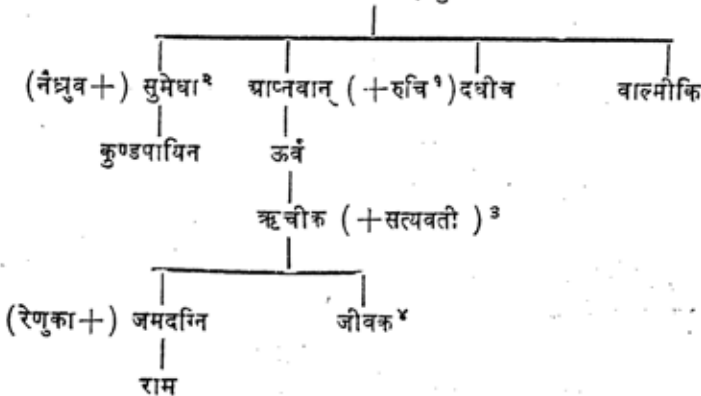 (नैध्रुव+) सुमेधा² आप्नवान् (+रुचि¹) दधीच वाल्मीकि
कुण्डपायिन ऊर्व
ऋचीक (+सत्यवती)³
(रेणुका+) जमदग्नि जीवक⁴
राम